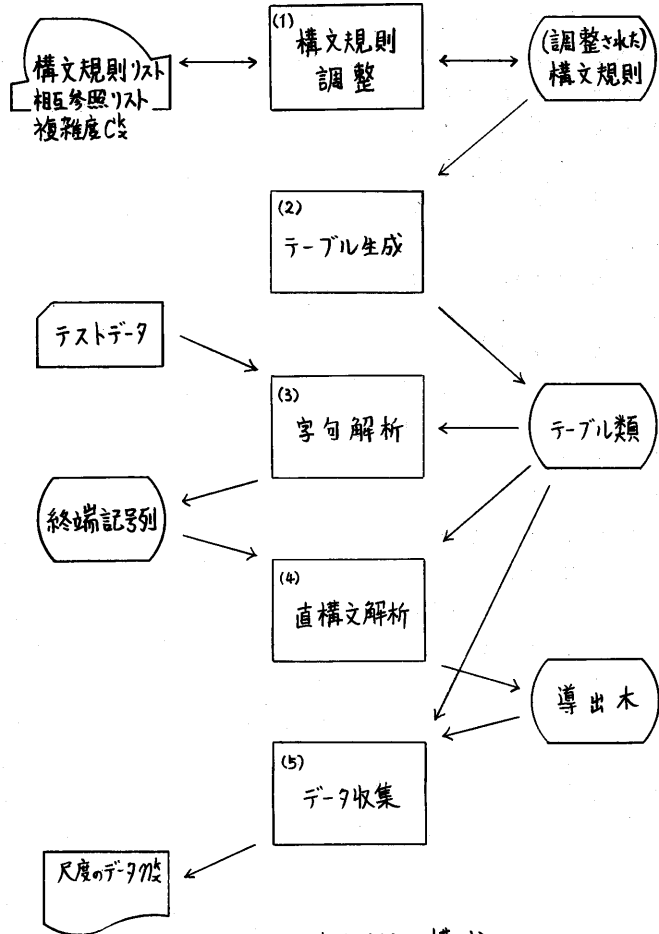 構文規則リスト
相互参照リスト
複雑度
(1)
構文規則
調整
(調整された)
構文規則
(2)
テーブル生成
テストデータ
(3)
字句解析
テーブル類
終端記号列
(4)
直構文解析
導出木
(5)
データ収集
尺度のデータ